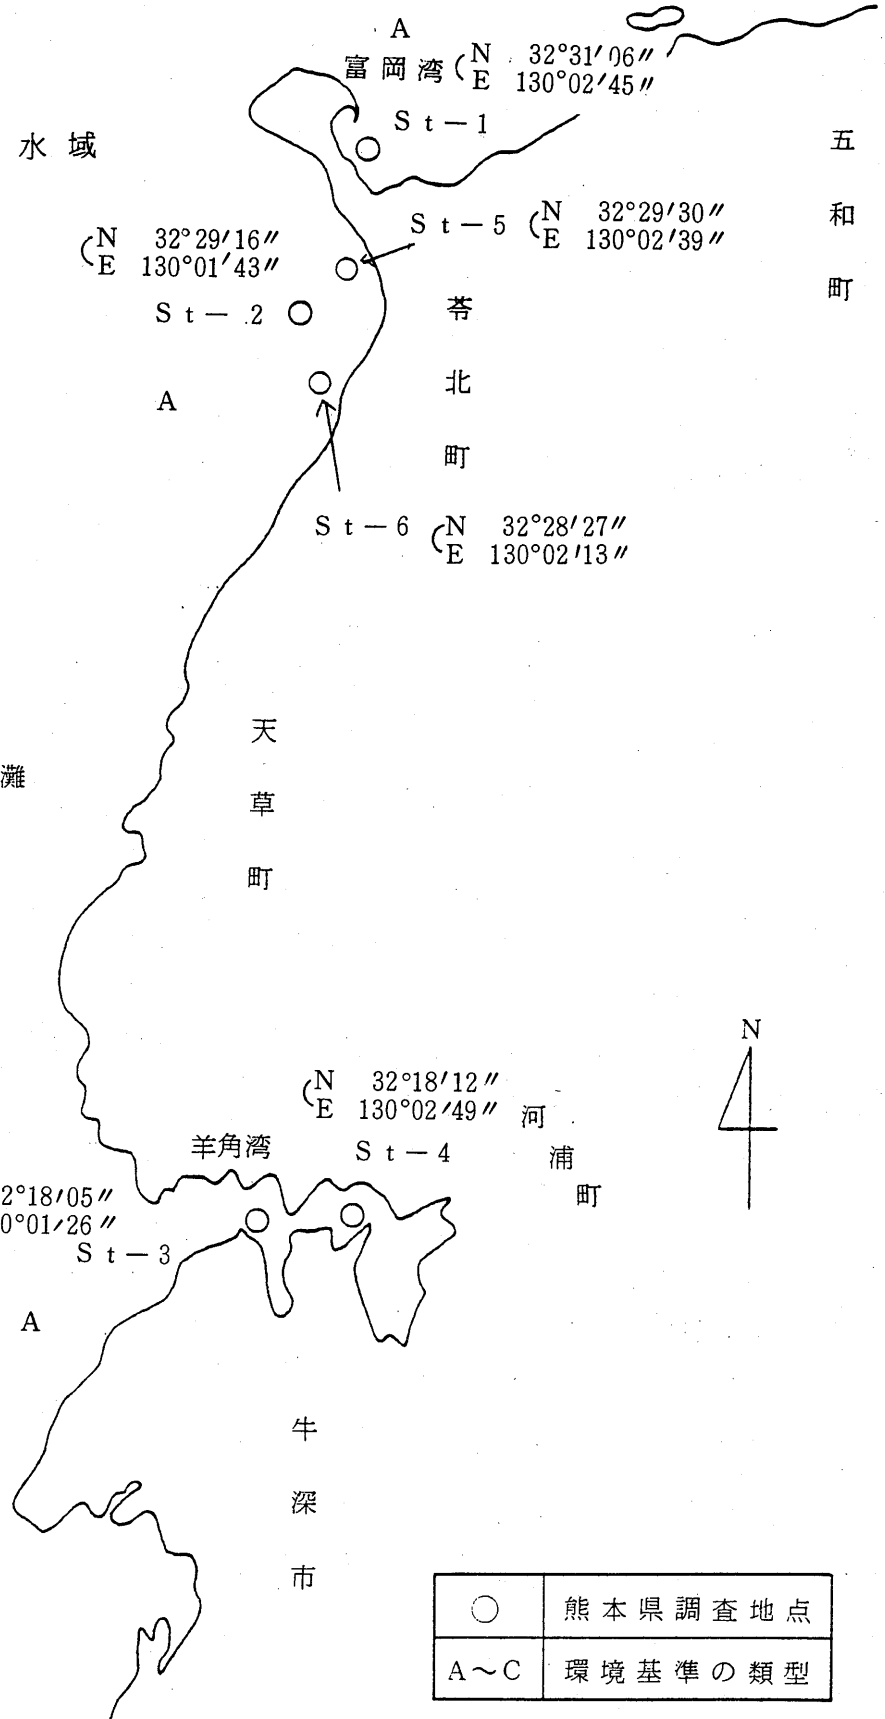 A
富岡湾 (N 32°31′06″
E 130°02′45″
St－1
水域
五和町
St－5 (N 32°29′30″
E 130°02′39″
(N 32°29′16″
E 130°01′43″
St－2
苓北町
A
St－6 (N 32°28′27″
E 130°02′13″
天草町
灘
N
(N 32°18′12″
E 130°02′49″
河浦町
羊角湾
St－4
2°18′05″
0°01′26″
St－3
A
牛深市
○ 熊本県調査地点
A～C 環境基準の類型